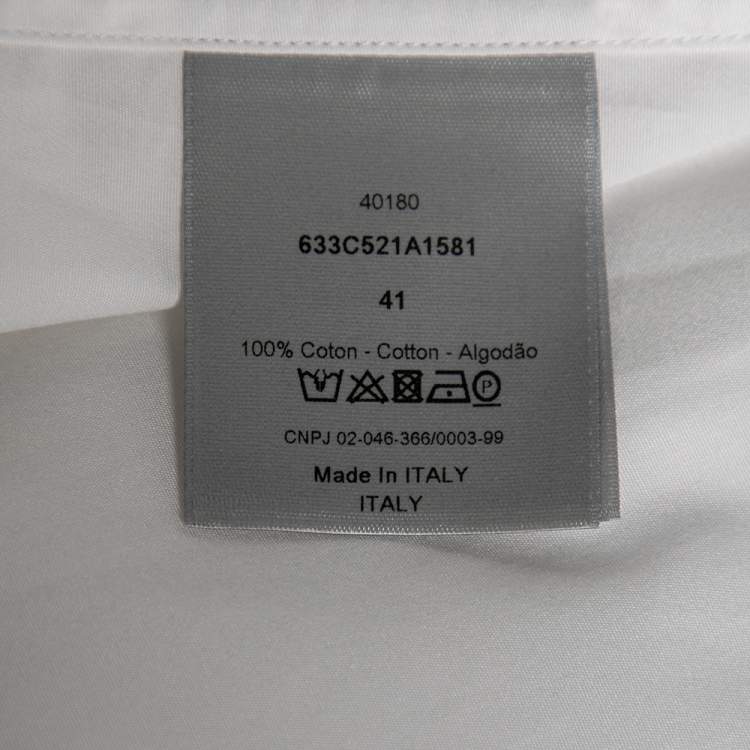 40180
633C521A1581
41
100% Coton - Cotton - Algodão
P
CNPJ 02-046-366/0003-99
Made In ITALY
ITALY